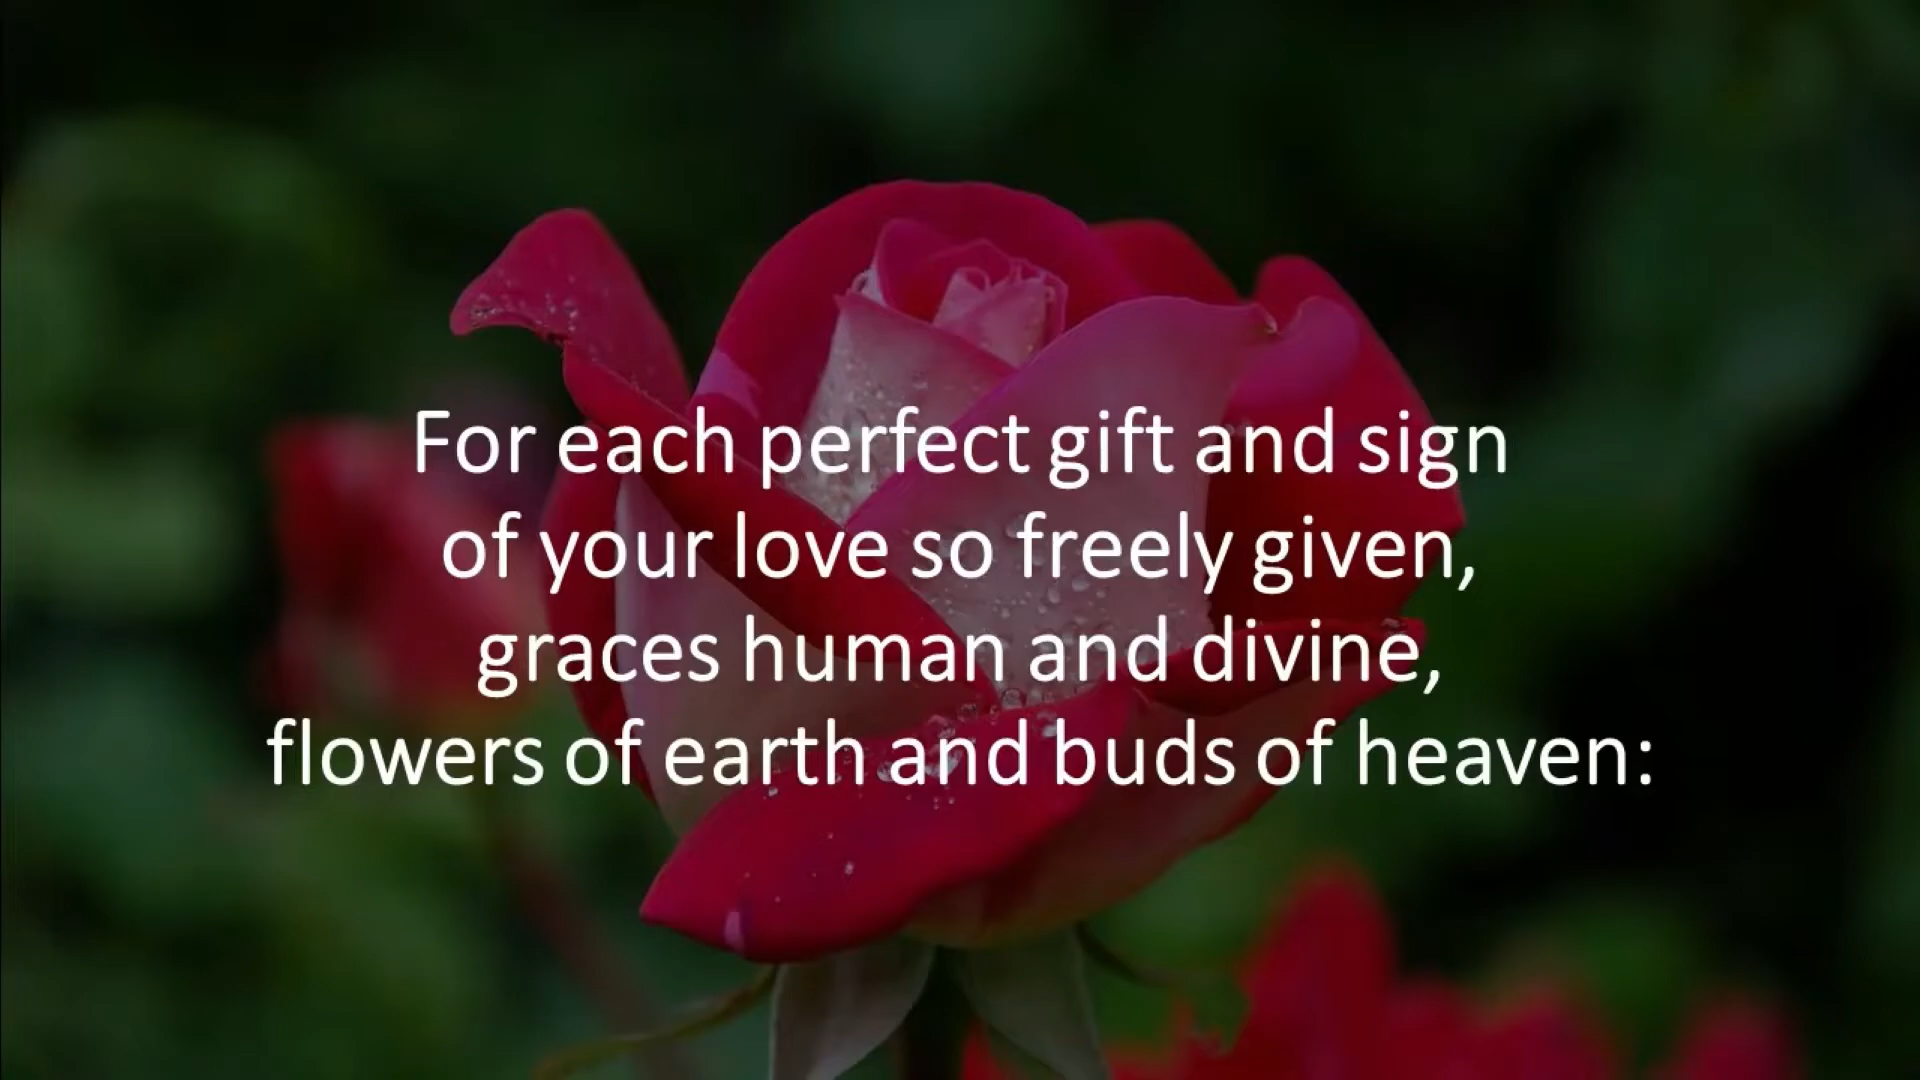 For each perfect gift and sign
of your love so freely given,
graces human and divine,
flowers of earth and buds of heaven: